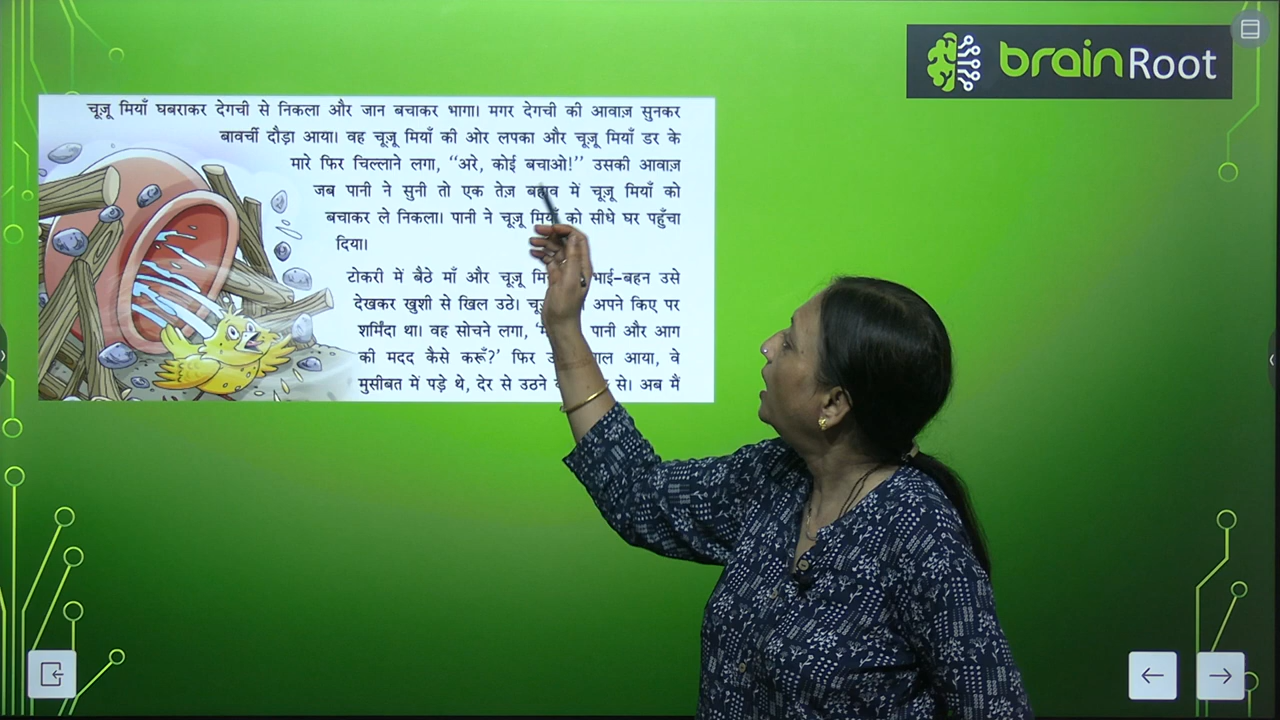 brainRoot
चूज़ू मियाँ घबराकर देगची से निकला और जान बचाकर भागा। मगर देगची की आवाज़ सुनकर
बावर्ची दौड़ा आया। वह चूज़ू मियाँ की ओर लपका और चूज़ू मियाँ डर के
मारे फिर चिल्लाने लगा, ‘‘अरे, कोई बचाओ!’’ उसकी आवाज़
जब पानी ने सुनी तो एक तेज़ बहाव में चूज़ू मियाँ को
बचाकर ले निकला। पानी ने चूज़ू मियाँ को सीधे घर पहुँचा
दिया।
टोकरी में बैठे माँ और चूज़ू भाई-बहन उसे
देखकर खुशी से खिल उठे। अपने किए पर
शर्मिंदा था। वह सोचने लगा, पानी और आग
की मदद कैसे करूँ?’ फिर आया, वे
मुसीबत में पड़े थे, देर से उठने से। अब मैं